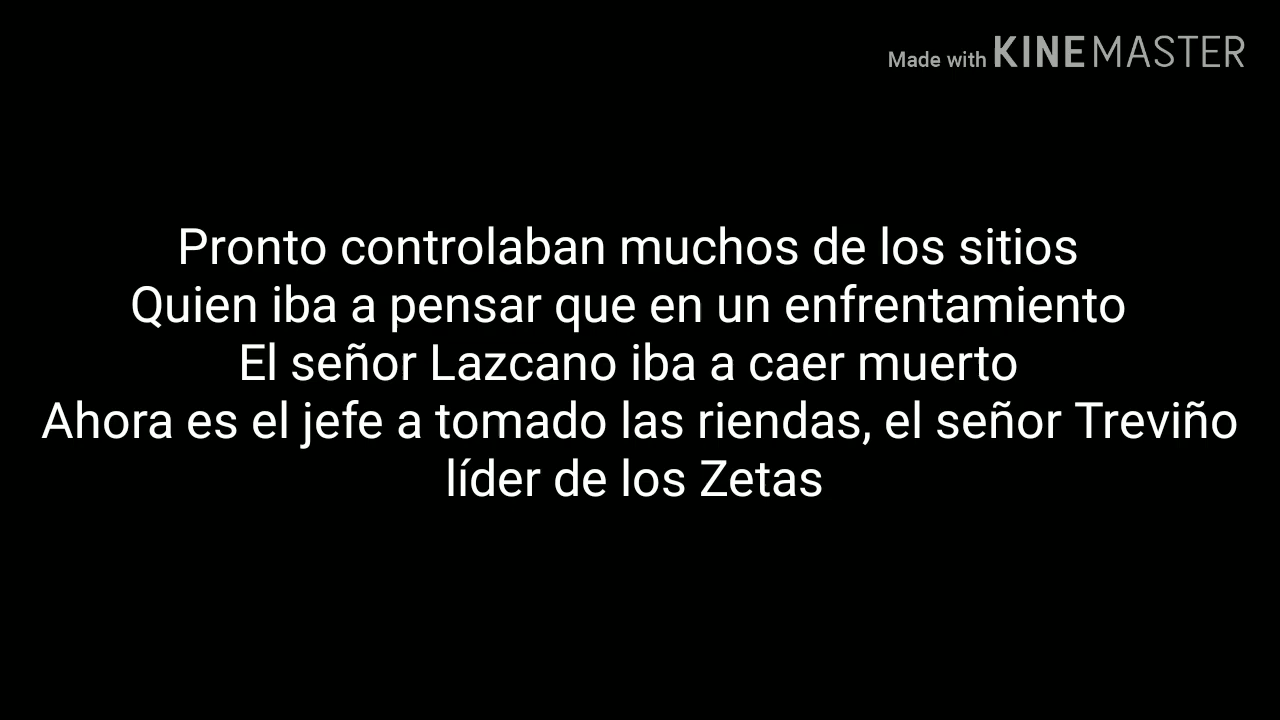 Made with KINEMASTER
Pronto controlaban muchos de los sitios
Quien iba a pensar que en un enfrentamiento
El señor Lazcano iba a caer muerto
Ahora es el jefe a tomado las riendas, el señor Treviño
líder de los Zetas